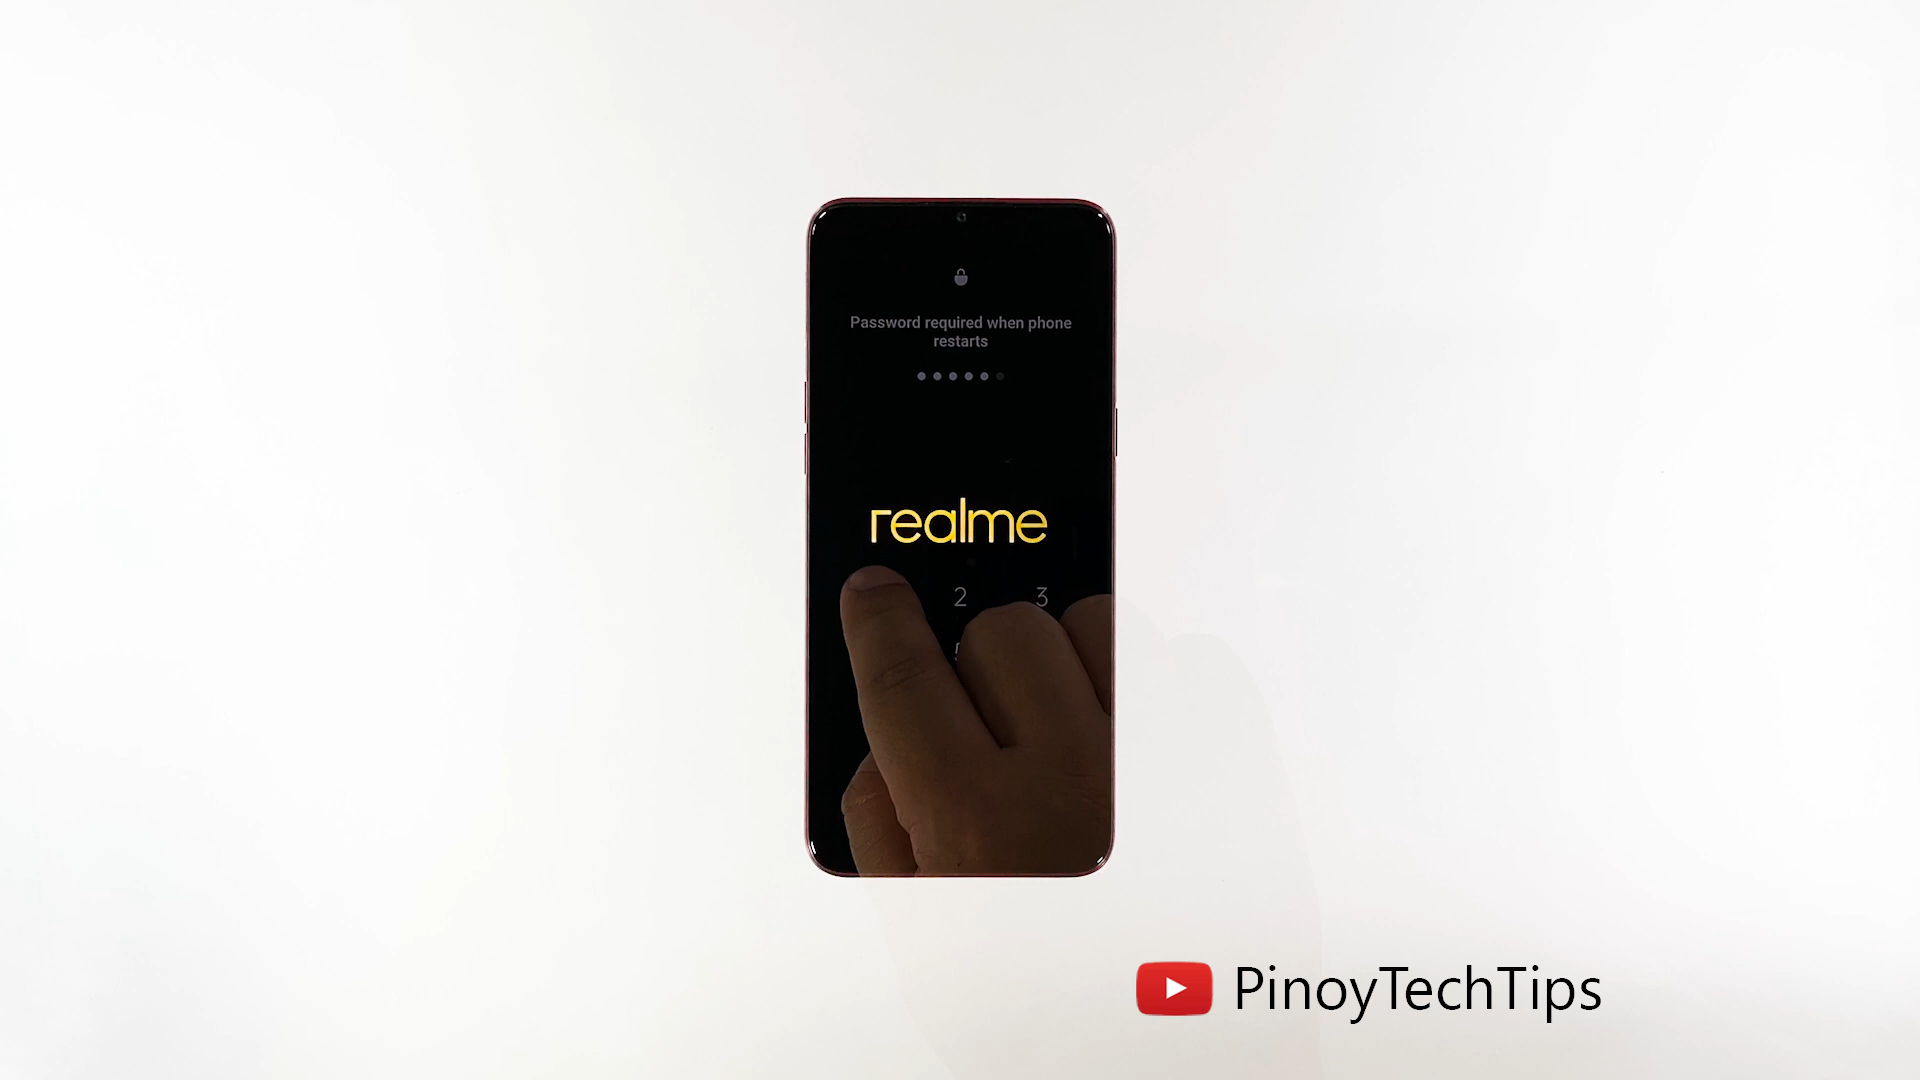 Password required when phone
restarts
realme
2
3
PinoyTechTips